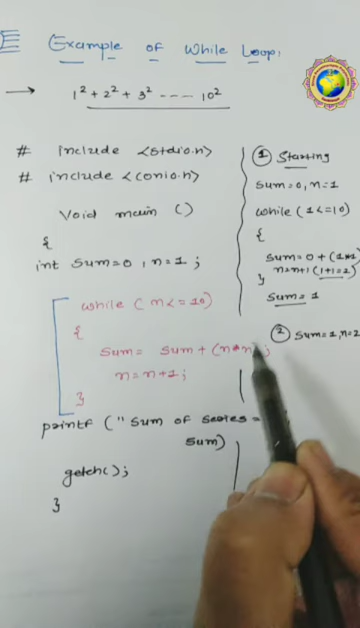 Example of While Loop.
→ 1² + 2² + 3² ---- 10²
# include <stdio.h>
# include <conio.h>
Void main ()
{
int Sum=0, n=1;
while (n<=10)
{
Sum= Sum + (n*n);
n=n+1;
}
printf ("Sum of Series =
Sum)
getch();
}
① Starting
Sum=0, n=1
while (1<=10)
{
Sum= 0 + (1*1)
n=n+1 (1+1=2)
}
Sum = 1
② Sum=1, n=2